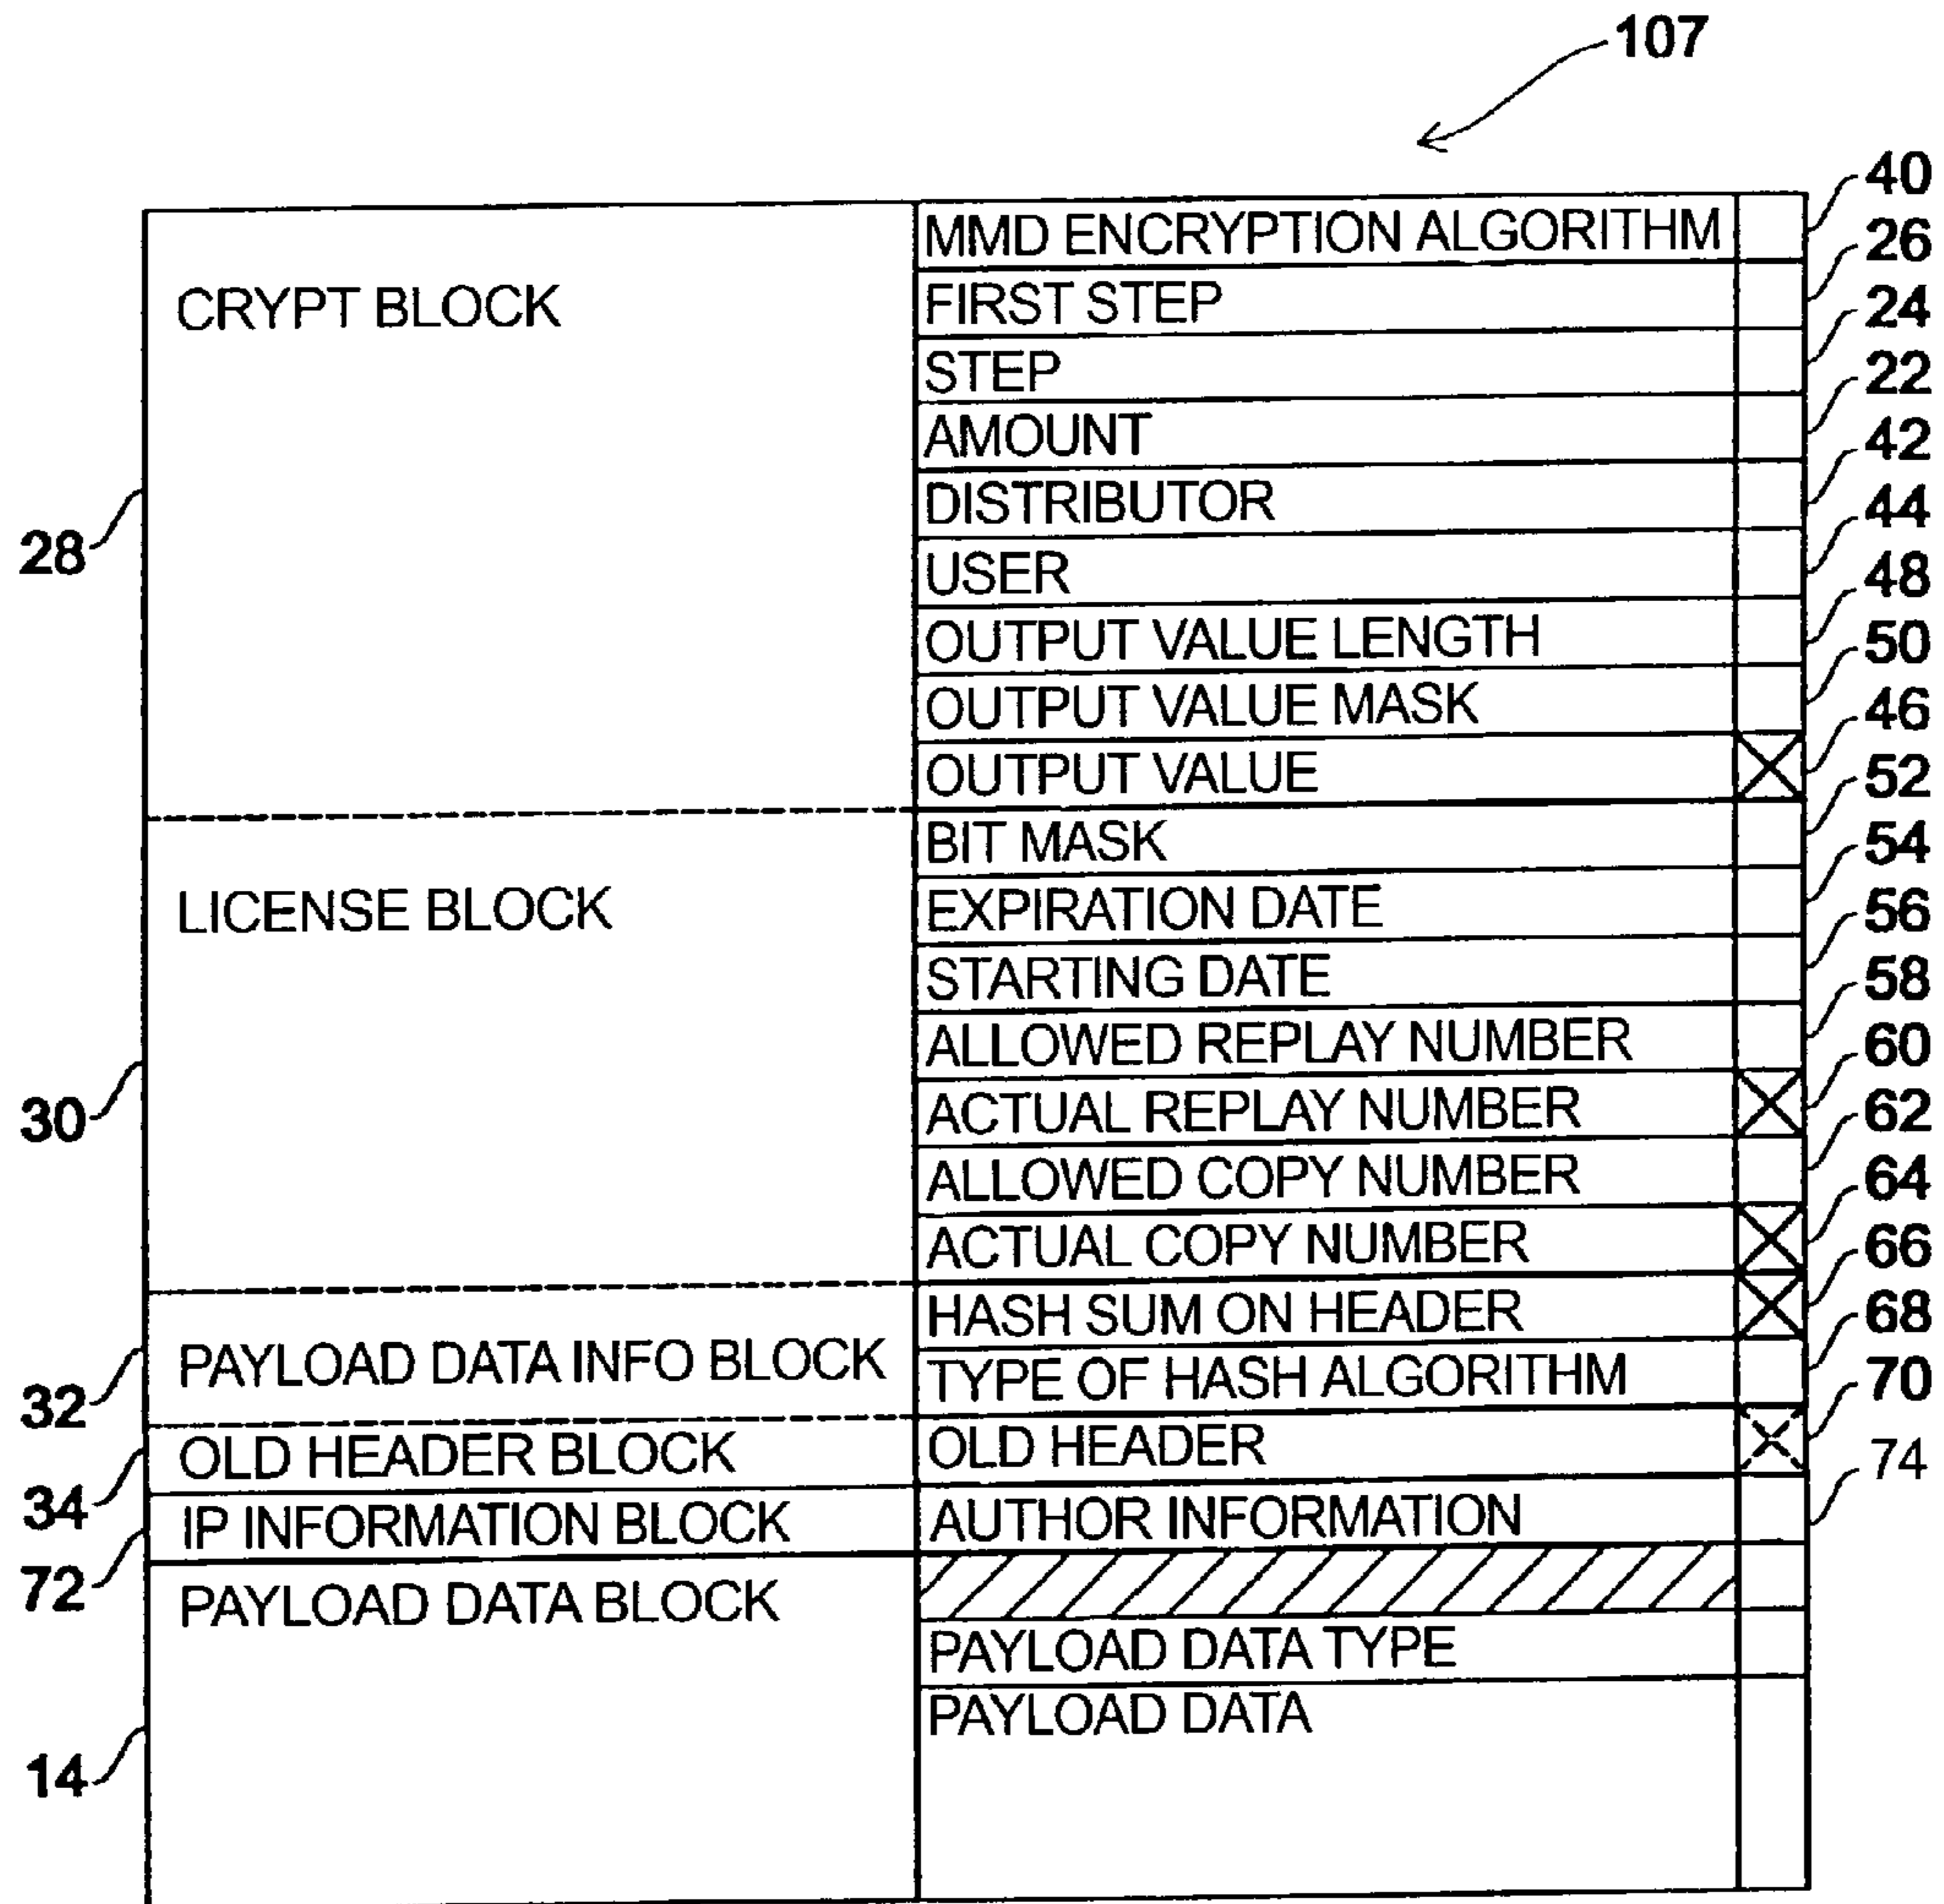 107
MMD ENCRYPTION ALGORITHM 40
CRYPT BLOCK FIRST STEP 26
STEP 24
AMOUNT 22
28 DISTRIBUTOR 42
USER 44
OUTPUT VALUE LENGTH 48
OUTPUT VALUE MASK 50
OUTPUT VALUE 46
BIT MASK 52
LICENSE BLOCK EXPIRATION DATE 54
STARTING DATE 56
ALLOWED REPLAY NUMBER 58
30 ACTUAL REPLAY NUMBER 60
ALLOWED COPY NUMBER 62
ACTUAL COPY NUMBER 64
HASH SUM ON HEADER 66
32 PAYLOAD DATA INFO BLOCK TYPE OF HASH ALGORITHM 68
34 OLD HEADER BLOCK OLD HEADER 70
72 IP INFORMATION BLOCK AUTHOR INFORMATION 74
PAYLOAD DATA BLOCK
PAYLOAD DATA TYPE
14 PAYLOAD DATA